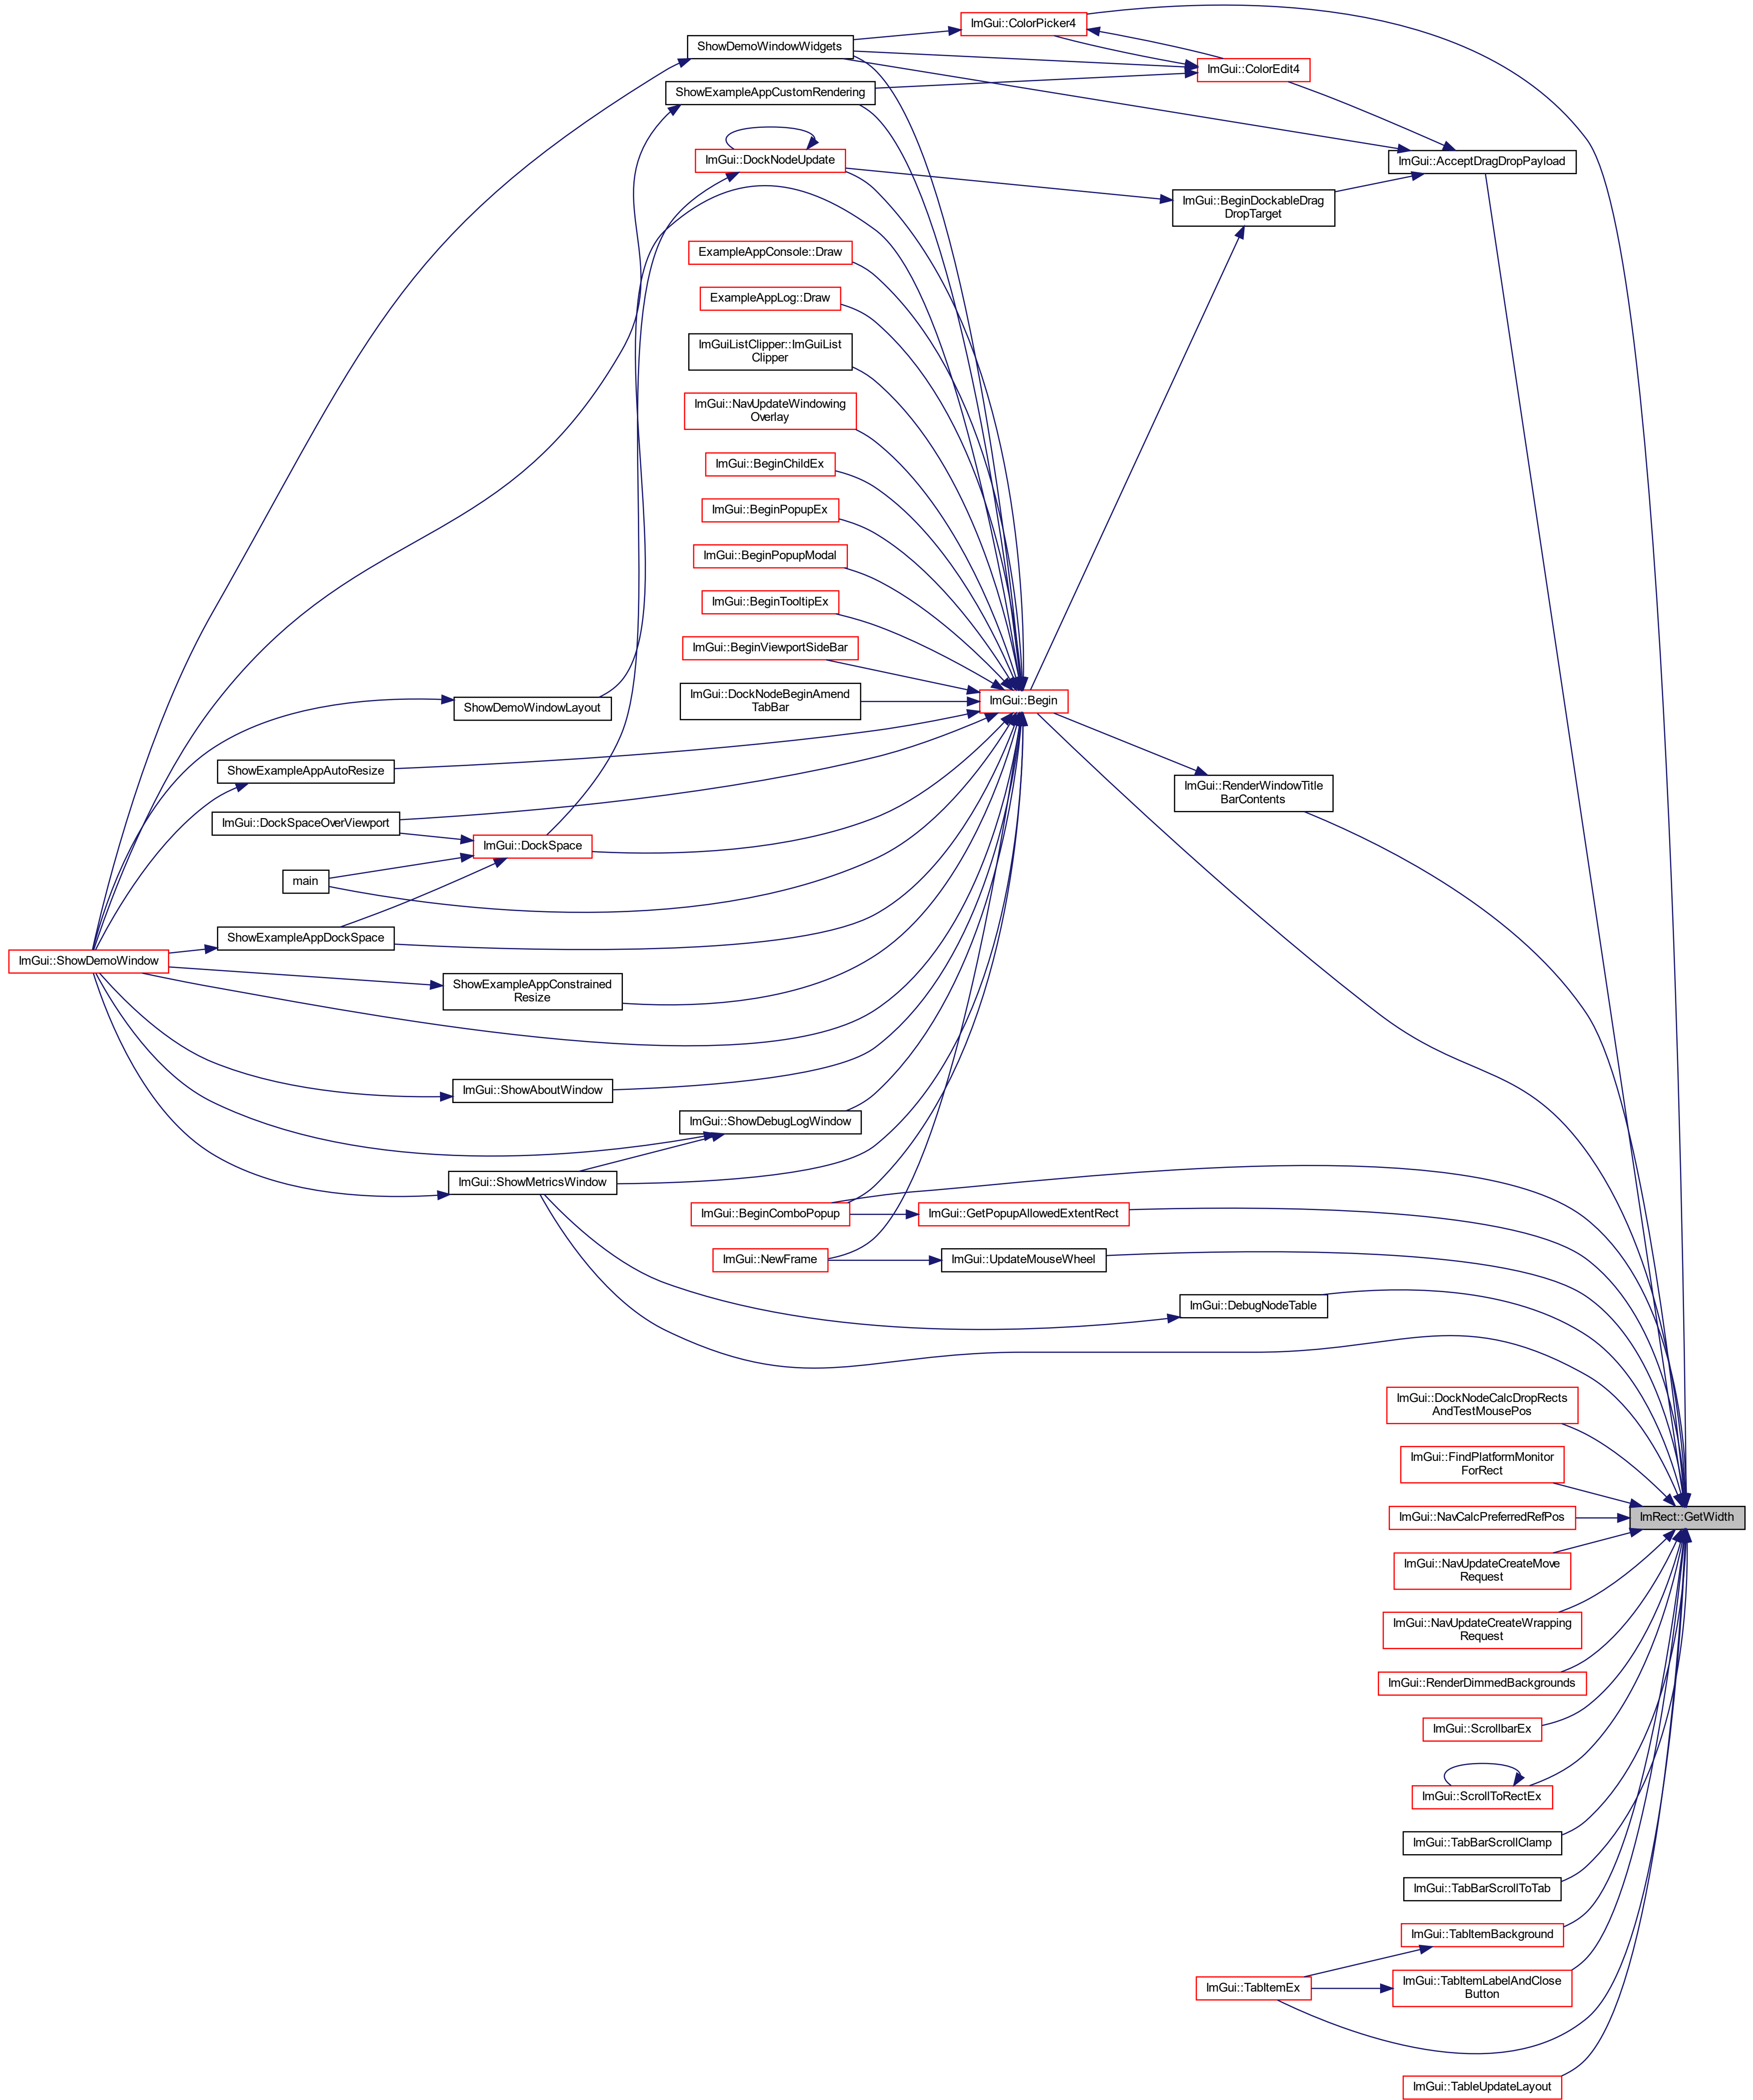 ImGui::ColorPicker4
ShowDemoWindowWidgets
ImGui::ColorEdit4
ShowExampleAppCustomRendering
ImGui::DockNodeUpdate
ImGui::AcceptDragDropPayload
ImGui::BeginDockableDrag
DropTarget
ExampleAppConsole::Draw
ExampleAppLog::Draw
ImGuiListClipper::ImGuiList
Clipper
ImGui::NavUpdateWindowing
Overlay
ImGui::BeginChildEx
ImGui::BeginPopupEx
ImGui::BeginPopupModal
ImGui::BeginTooltipEx
ImGui::BeginViewportSideBar
ImGui::DockNodeBeginAmend
TabBar
ImGui::Begin
ShowDemoWindowLayout
ShowExampleAppAutoResize
ImGui::RenderWindowTitle
BarContents
ImGui::DockSpaceOverViewport
ImGui::DockSpace
main
ShowExampleAppDockSpace
ImGui::ShowDemoWindow
ShowExampleAppConstrained
Resize
ImGui::ShowAboutWindow
ImGui::ShowDebugLogWindow
ImGui::ShowMetricsWindow
ImGui::BeginComboPopup
ImGui::GetPopupAllowedExtentRect
ImGui::NewFrame
ImGui::UpdateMouseWheel
ImGui::DebugNodeTable
ImGui::DockNodeCalcDropRects
AndTestMousePos
ImGui::FindPlatformMonitor
ForRect
ImGui::NavCalcPreferredRefPos
ImRect::GetWidth
ImGui::NavUpdateCreateMove
Request
ImGui::NavUpdateCreateWrapping
Request
ImGui::RenderDimmedBackgrounds
ImGui::ScrollbarEx
ImGui::ScrollToRectEx
ImGui::TabBarScrollClamp
ImGui::TabBarScrollToTab
ImGui::TabItemBackground
ImGui::TabItemEx
ImGui::TabItemLabelAndClose
Button
ImGui::TableUpdateLayout